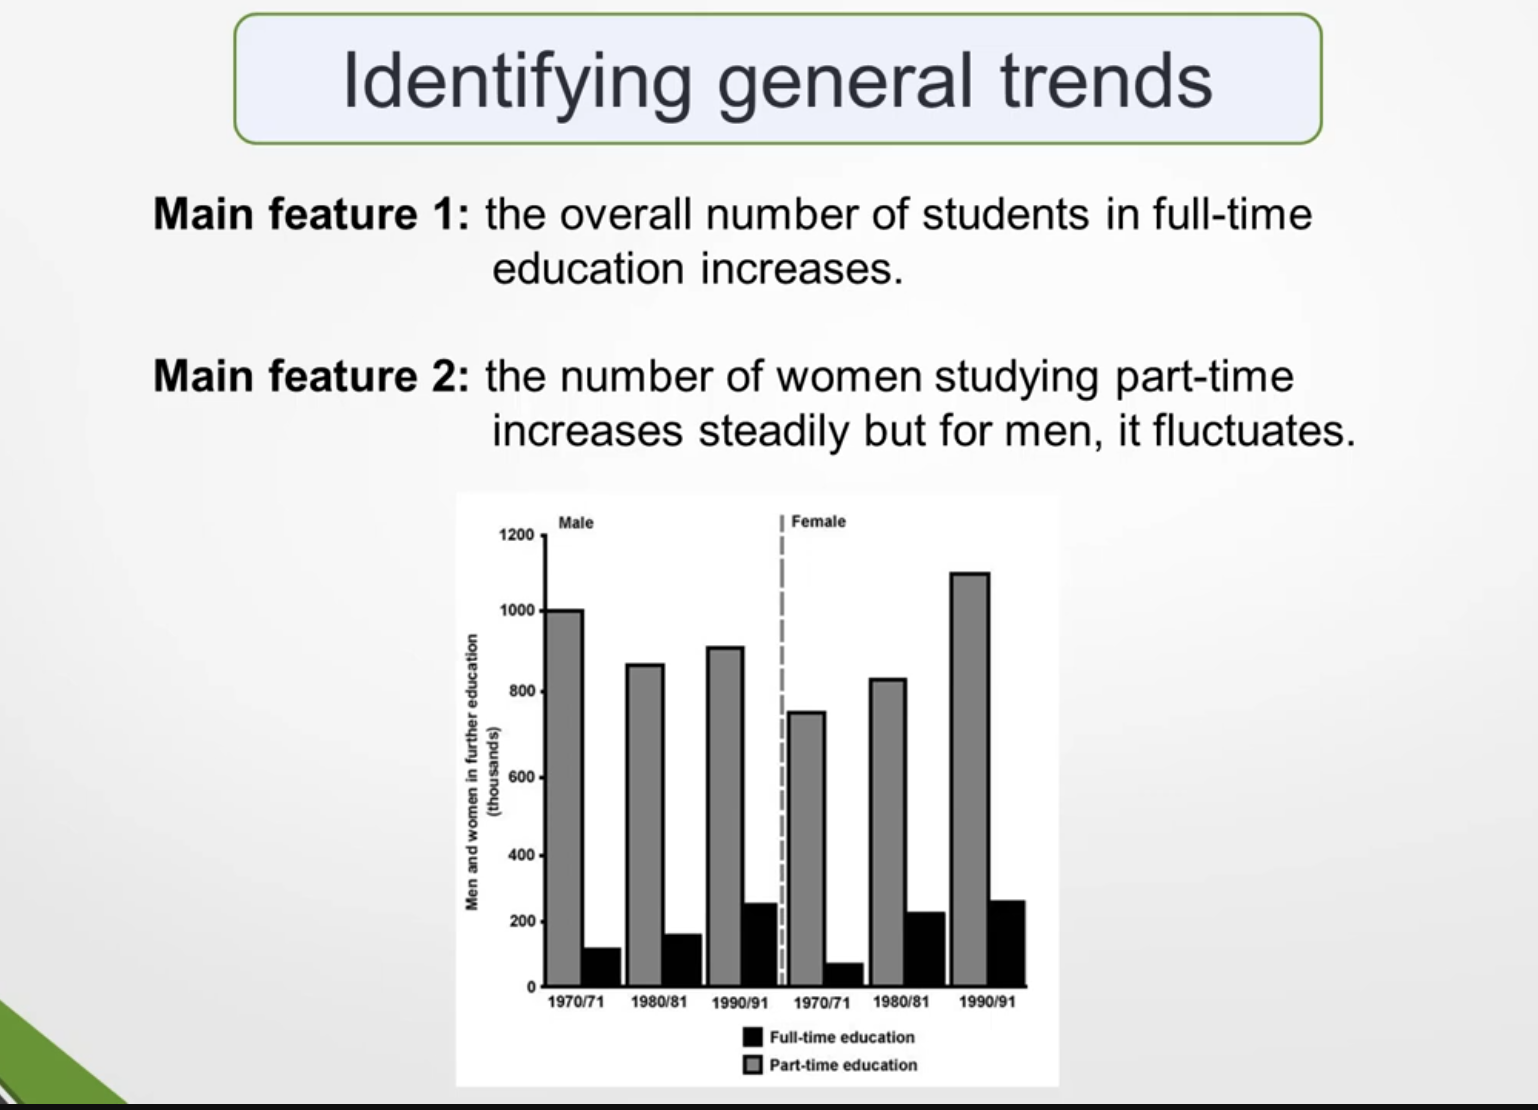 Identifying general trends
Main feature 1: the overall number of students in full-time
education increases.
Main feature 2: the number of women studying part-time
increases steadily but for men, it fluctuates.
Male
Female
Men and women in further education
(thousands)
1200
1000
800
600
400
200
0
1970/71
1980/81
1990/91
1970/71
1980/81
1990/91
Full-time education
Part-time education